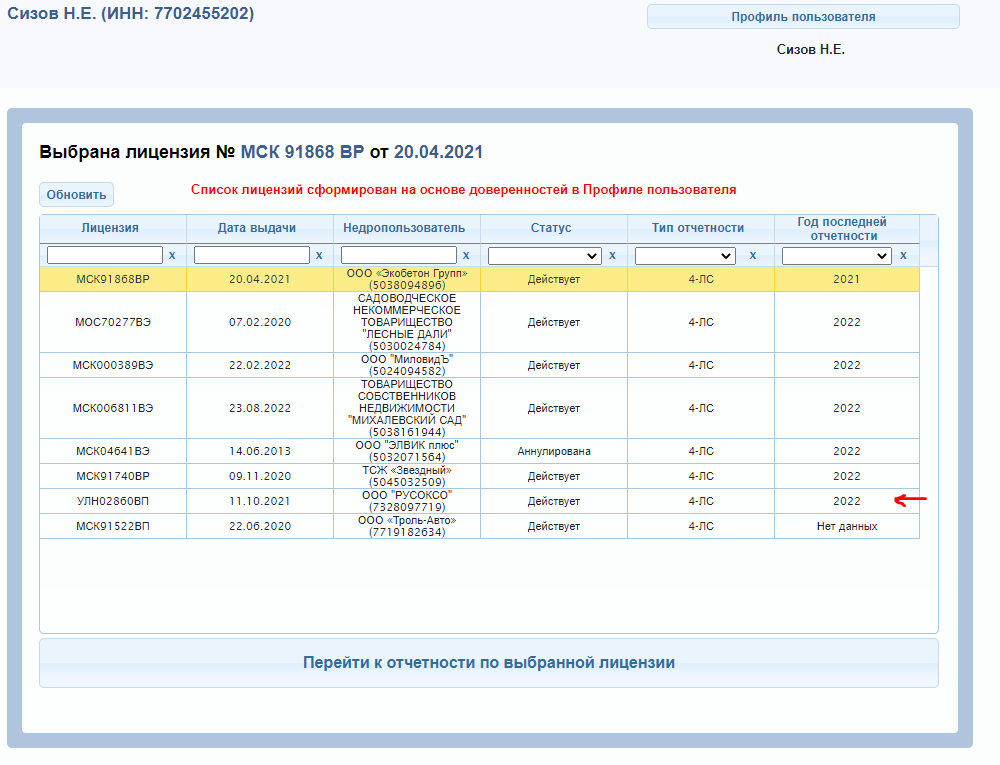 Сизов Н.Е. (ИНН: 7702455202)
Профиль пользователя
Сизов Н.Е.
Выбрана лицензия № МСК 91868 ВР от 20.04.2021
Обновить
Список лицензий сформирован на основе доверенностей в Профиле пользователя
Лицензия Дата выдачи Недропользователь Статус Тип отчетности Год последней
отчетности
x x x x x x
МСК91868ВР 20.04.2021 ООО «Экобетон Групп» Действует 4-ЛС 2021
(5038094896)
САДОВОДЧЕСКОЕ
НЕКОММЕРЧЕСКОЕ
МОС70277ВЭ 07.02.2020 ТОВАРИЩЕСТВО Действует 4-ЛС 2022
"ЛЕСНЫЕ ДАЛИ"
(5030024784)
МСК000389ВЭ 22.02.2022 ООО "МиловидЪ" Действует 4-ЛС 2022
(5024094582)
ТОВАРИЩЕСТВО
СОБСТВЕННИКОВ
МСК006811ВЭ 23.08.2022 НЕДВИЖИМОСТИ Действует 4-ЛС 2022
"МИХАЛЕВСКИЙ САД"
(5038161944)
МСК04641ВЭ 14.06.2013 ООО "ЭЛВИК плюс" Аннулирована 4-ЛС 2022
(5032071564)
МСК91740ВР 09.11.2020 ТСЖ «Звездный» Действует 4-ЛС 2022
(5045032509)
УЛН02860ВП 11.10.2021 ООО "РУСОКСО" Действует 4-ЛС 2022
(7328097719)
МСК91522ВП 22.06.2020 ООО «Троль-Авто» Действует 4-ЛС Нет данных
(7719182634)
Перейти к отчетности по выбранной лицензии